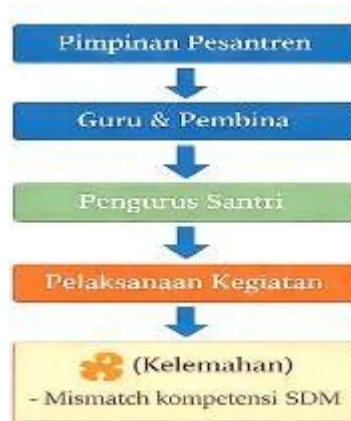 Pimpinan Pesantren
Guru & Pembina
Pengurus Santri
Pelaksanaan Kegiatan
(Kelemahan)
- Mismatch kompetensi SDM